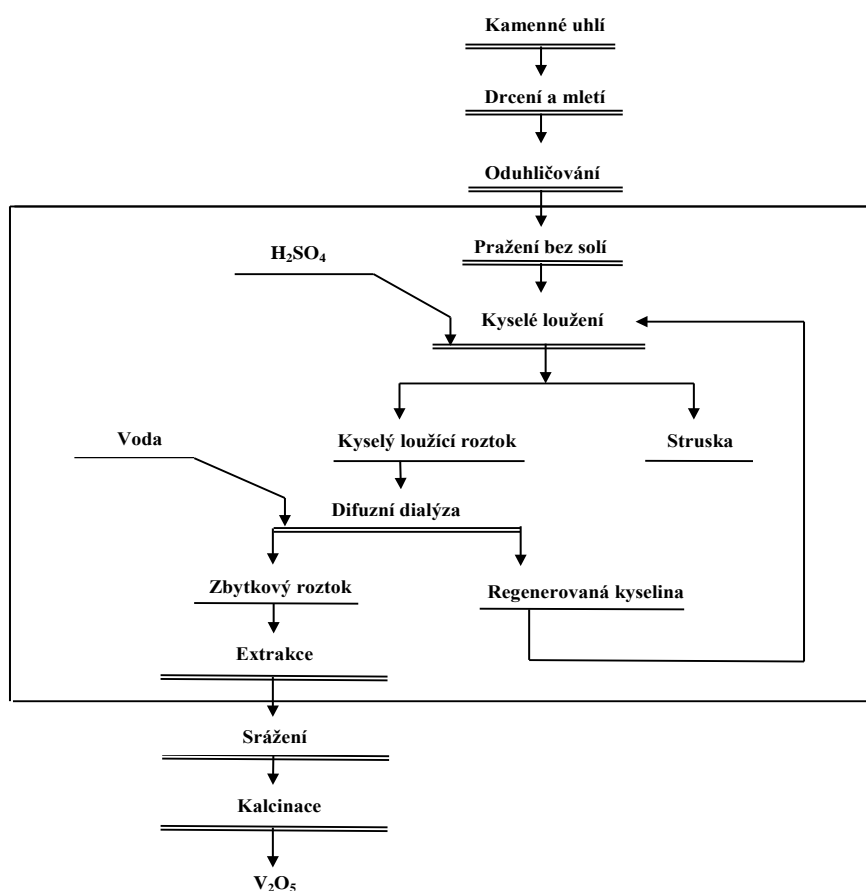 Kamenné uhlí
Drcení a mletí
Oduhličování
Pražení bez solí
H₂SO₄
Kyselé loužení
Voda
Kyselý loužící roztok
Struska
Difuzní dialýza
Zbytkový roztok
Regenerovaná kyselina
Extrakce
Srážení
Kalcinace
V₂O₅